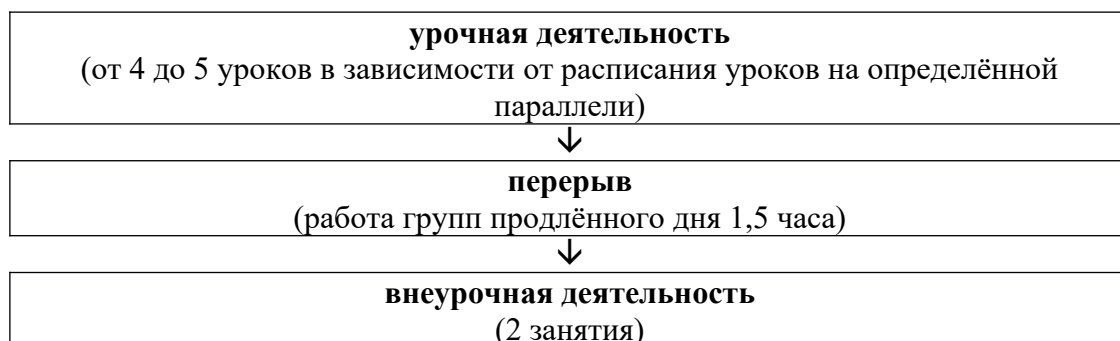 урочная деятельность
(от 4 до 5 уроков в зависимости от расписания уроков на определённой
параллели)
↓
перерыв
(работа групп продлённого дня 1,5 часа)
↓
внеурочная деятельность
(2 занятия)